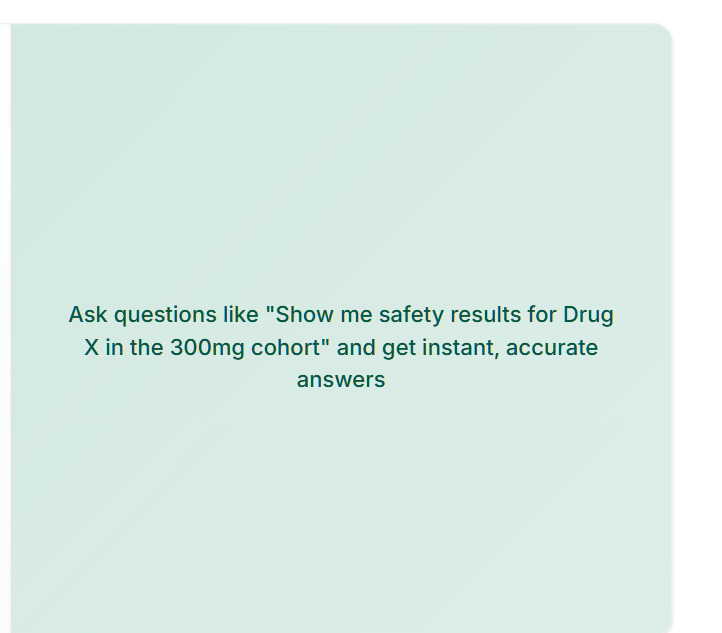 Ask questions like "Show me safety results for Drug
X in the 300mg cohort" and get instant, accurate
answers